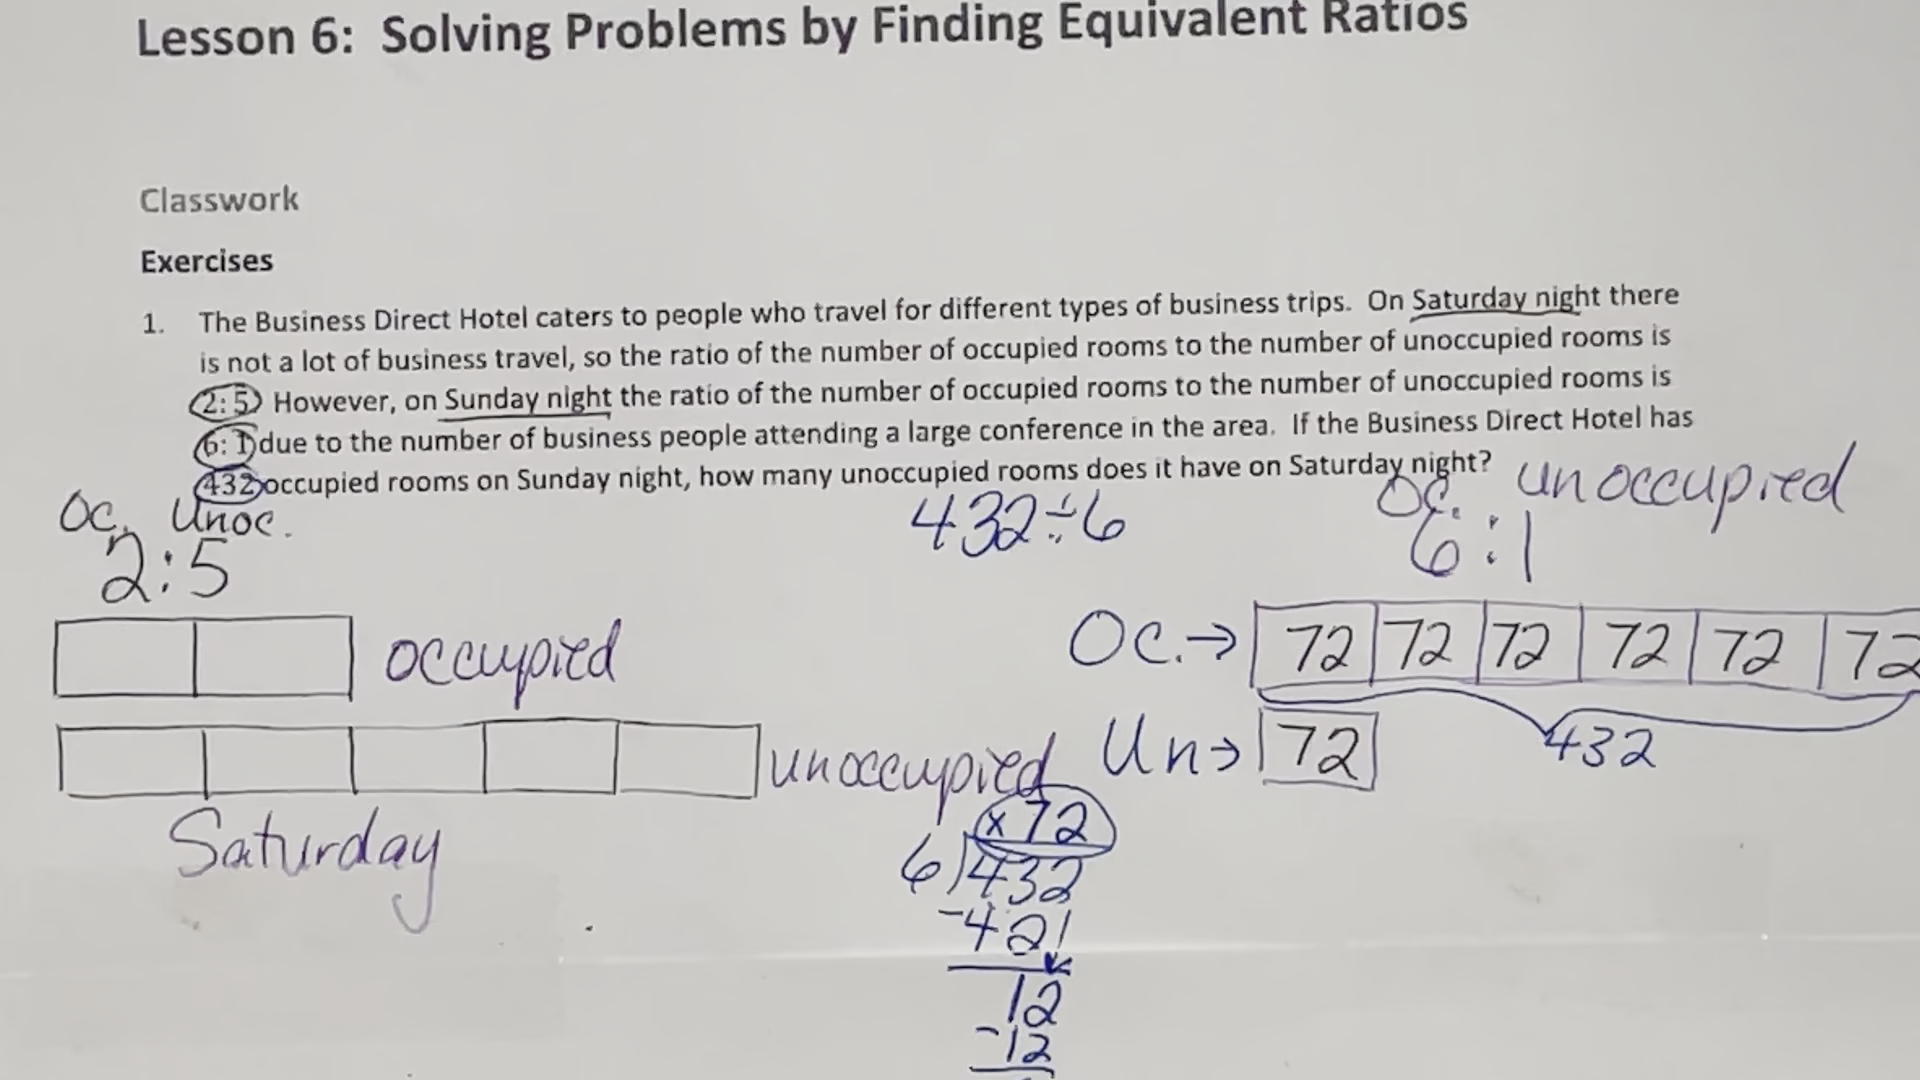 Lesson 6: Solving Problems by Finding Equivalent Ratios
Classwork
Exercises
1. The Business Direct Hotel caters to people who travel for different types of business trips. On Saturday night there
is not a lot of business travel, so the ratio of the number of occupied rooms to the number of unoccupied rooms is
2:5 However, on Sunday night the ratio of the number of occupied rooms to the number of unoccupied rooms is
6:1 due to the number of business people attending a large conference in the area. If the Business Direct Hotel has
432 occupied rooms on Sunday night, how many unoccupied rooms does it have on Saturday night?
Oc. Unoc.
2:5
432÷6
Oc. unoccupied
6:1
occupied
Oc.→ 72 72 72 72 72 72
unoccupied
Un→ 72
432
Saturday
x 72
6)432
-42
12
-12